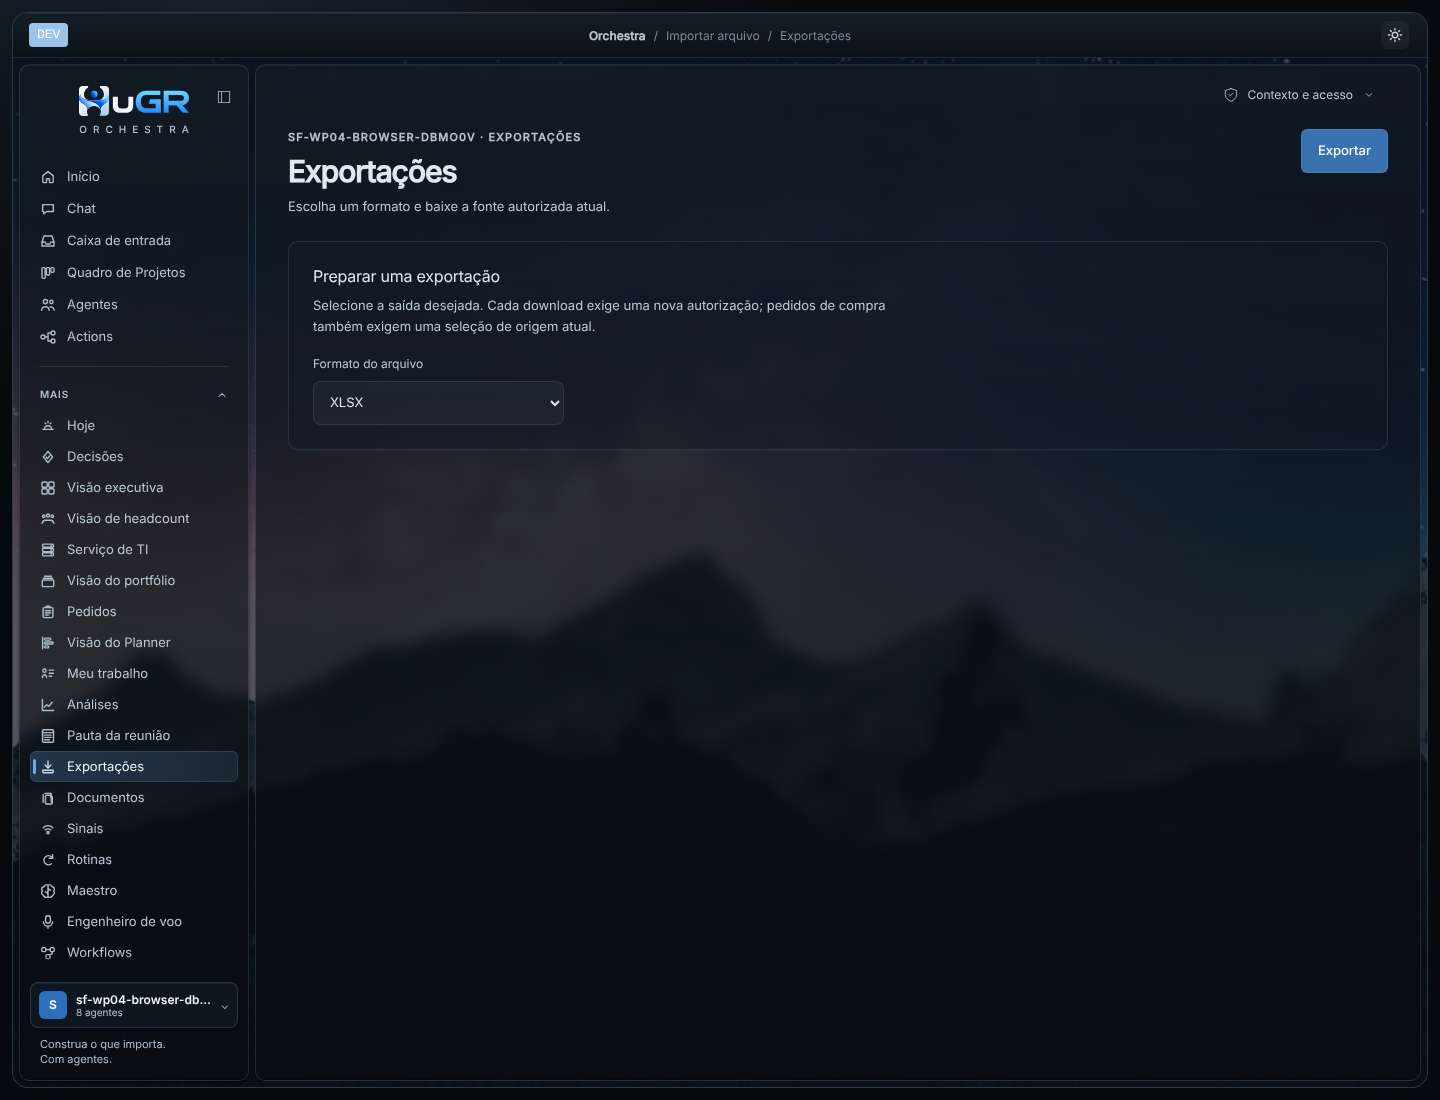 DEV
Orchestra / Importar arquivo / Exportações
HuGR
ORCHESTRA
Início
Chat
Caixa de entrada
Quadro de Projetos
Agentes
Actions
MAIS
Hoje
Decisões
Visão executiva
Visão de headcount
Serviço de TI
Visão do portfólio
Pedidos
Visão do Planner
Meu trabalho
Análises
Pauta da reunião
Exportações
Documentos
Sinais
Rotinas
Maestro
Engenheiro de voo
Workflows
S
sf-wp04-browser-db...
8 agentes
Construa o que importa.
Com agentes.
Contexto e acesso
SF-WP04-BROWSER-DBMO0V · EXPORTAÇÕES
Exportações
Escolha um formato e baixe a fonte autorizada atual.
Exportar
Preparar uma exportação
Selecione a saída desejada. Cada download exige uma nova autorização; pedidos de compra
também exigem uma seleção de origem atual.
Formato do arquivo
XLSX